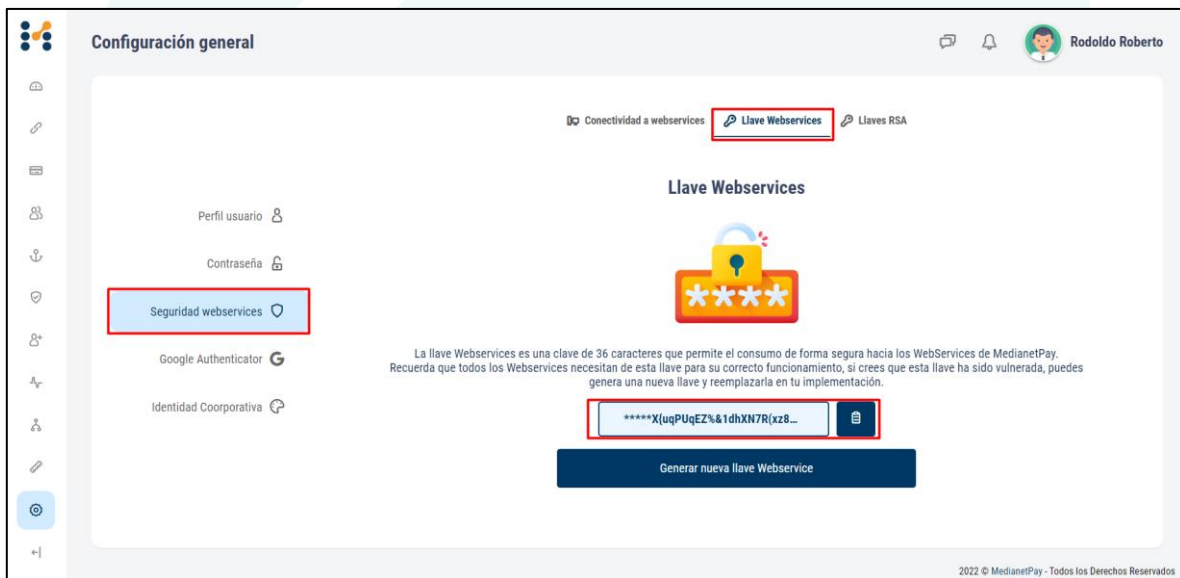 Configuración general
Rodoldo Roberto
Conectividad a webservices
Llave Webservices
Llaves RSA
Perfil usuario
Contraseña
Seguridad webservices
Google Authenticator
Identidad Coorporativa
Llave Webservices
****
La llave Webservices es una clave de 36 caracteres que permite el consumo de forma segura hacia los WebServices de MedianetPay.
Recuerda que todos los Webservices necesitan de esta llave para su correcto funcionamiento, si crees que esta llave ha sido vulnerada, puedes
genera una nueva llave y reemplazarla en tu implementación.
*****X{uqPUqEZ%&1dhXN7R(xz8...
Generar nueva llave Webservice
2022 © MedianetPay - Todos los Derechos Reservados